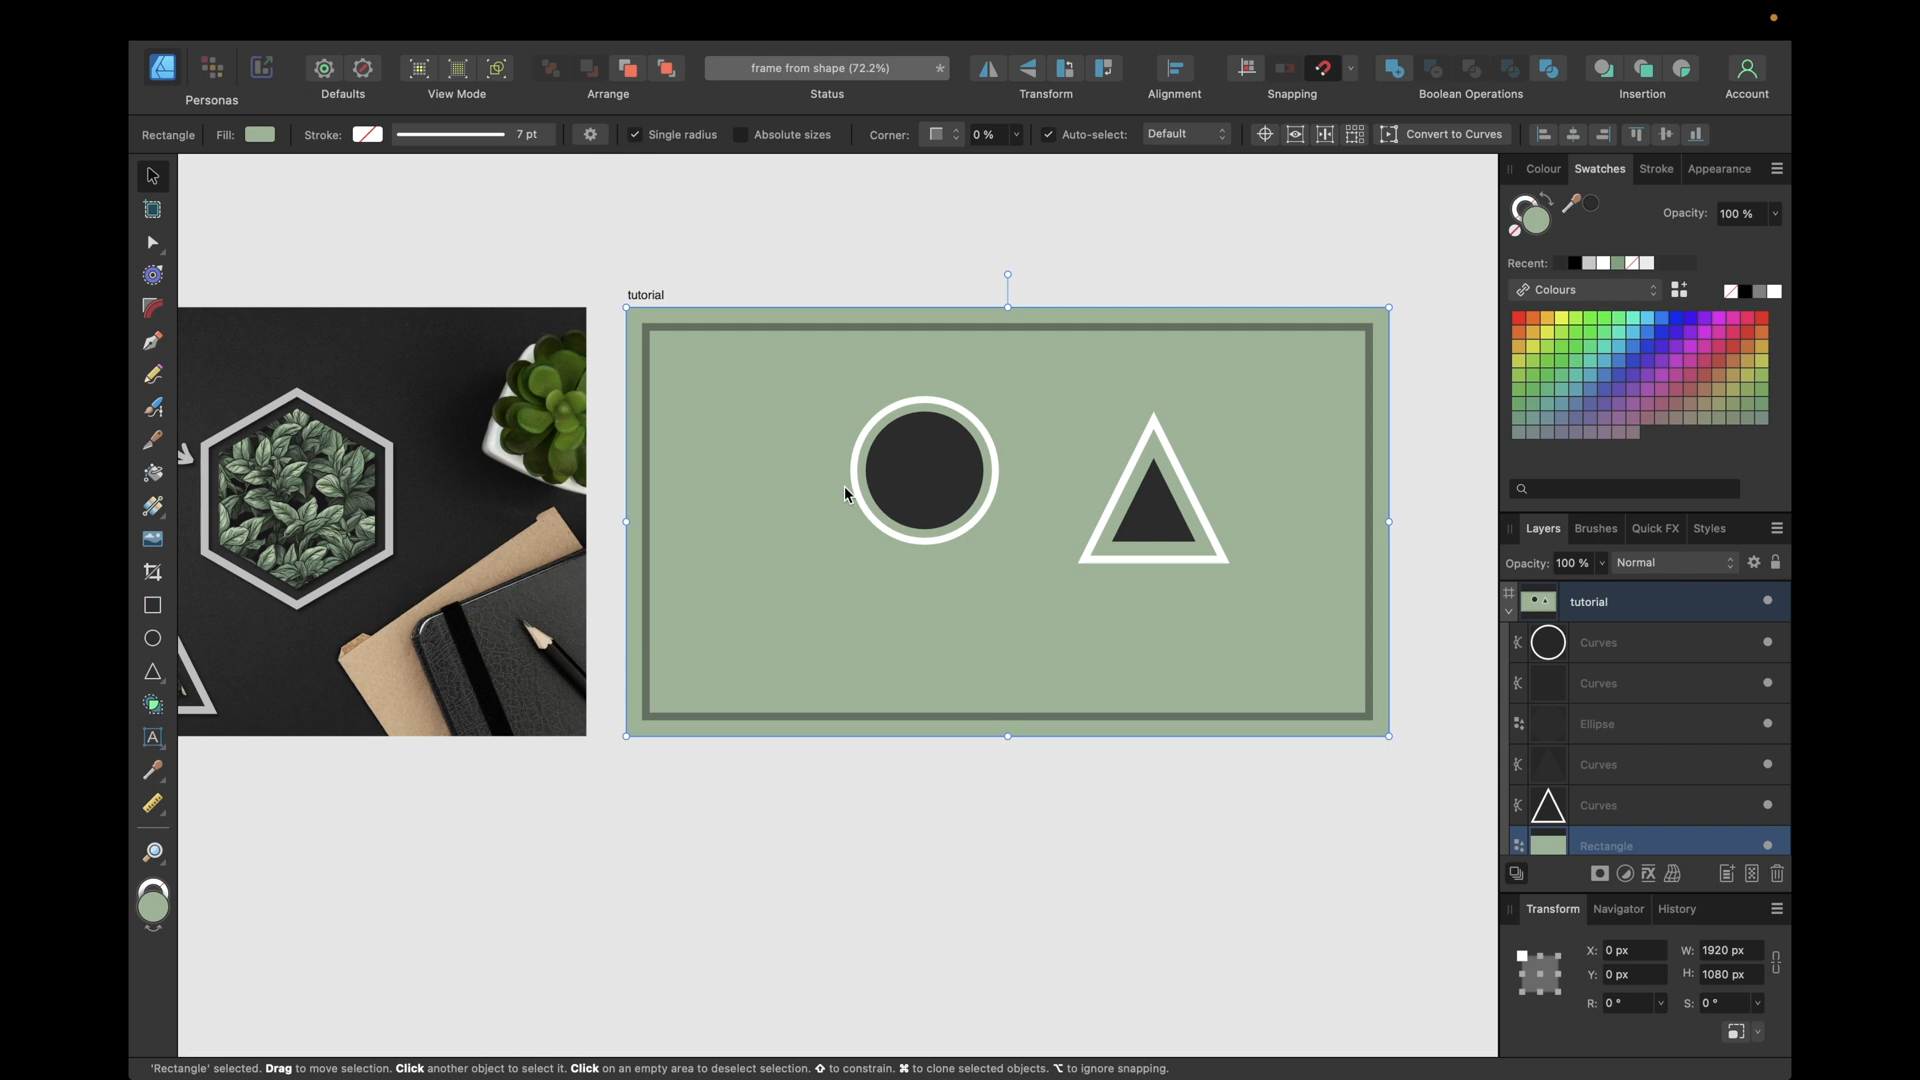 frame from shape (72.2%)
*
Personas
Defaults
View Mode
Arrange
Status
Transform
Alignment
Snapping
Boolean Operations
Insertion
Account
Rectangle
Fill:
Stroke:
7 pt
Single radius
Absolute sizes
Corner:
0 %
Auto-select:
Default
Convert to Curves
Colour
Swatches
Stroke
Appearance
Opacity:
100 %
Recent:
Colours
tutorial
Layers
Brushes
Quick FX
Styles
Opacity:
100 %
Normal
tutorial
Curves
Curves
Ellipse
Curves
Curves
Rectangle
Transform
Navigator
History
X:
0 px
W:
1920 px
Y:
0 px
H:
1080 px
R:
0 °
S:
0 °
'Rectangle' selected. Drag to move selection. Click another object to select it. Click on an empty area to deselect selection. ⇧ to constrain. ⌘ to clone selected objects. ⌥ to ignore snapping.